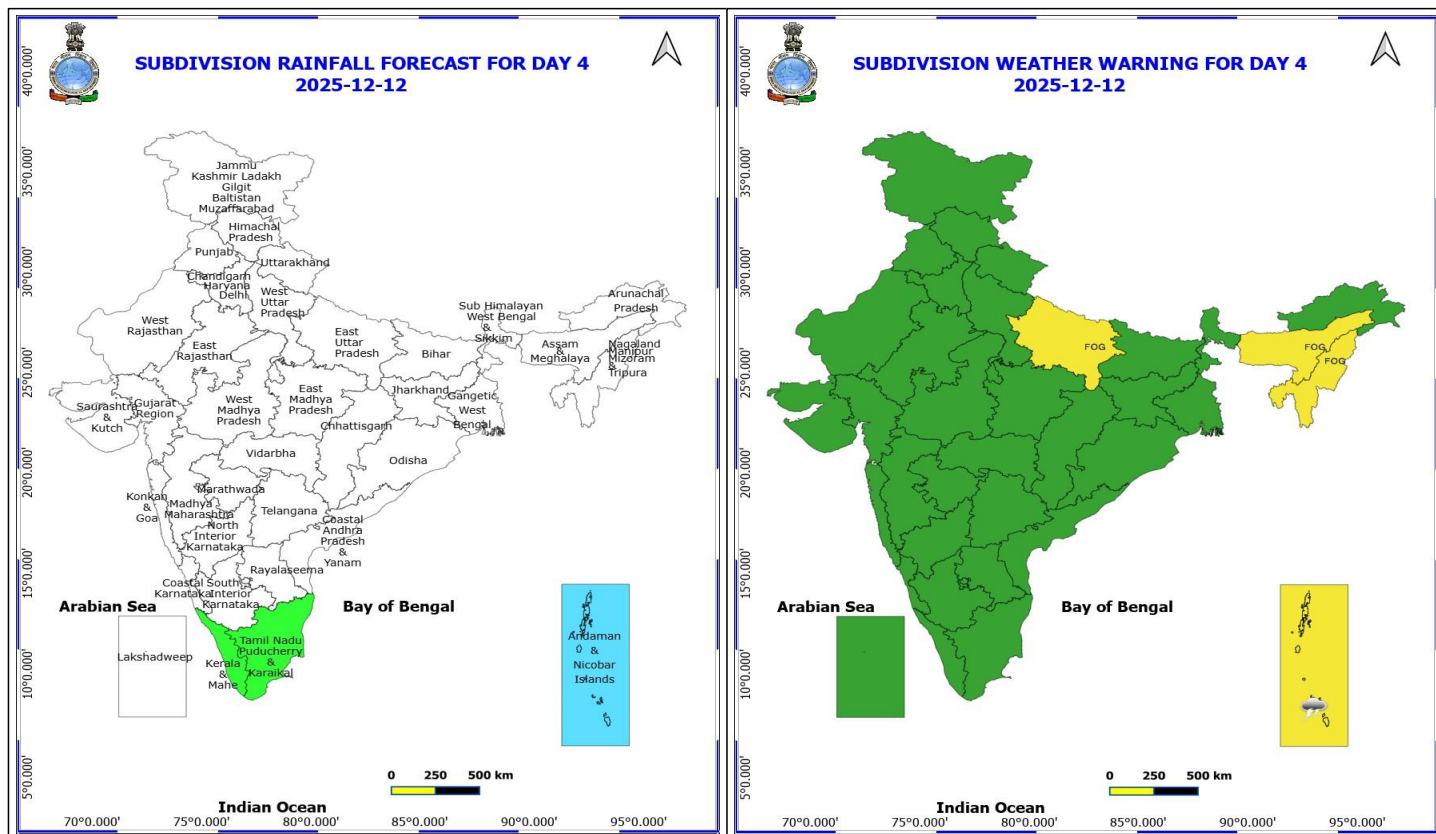 SUBDIVISION RAINFALL FORECAST FOR DAY 4
2025-12-12
40°0.000'
35°0.000'
30°0.000'
25°0.000'
20°0.000'
15°0.000'
10°0.000'
5°0.000'
Jammu
Kashmir Ladakh
Gilgit
Baltistan
Muzaffarabad
Himachal
Pradesh
Punjab
Uttarakhand
Chandigarh
Haryana
Delhi
West
Uttar
Pradesh
West
Rajasthan
East
Rajasthan
East
Uttar
Pradesh
Bihar
Sub Himalayan
West Bengal
&
Sikkim
Arunachal
Pradesh
Assam
&
Meghalaya
Nagaland
Manipur
Mizoram
&
Tripura
Saurashtra
&
Kutch
Gujarat
Region
West
Madhya
Pradesh
East
Madhya
Pradesh
Jharkhand
Gangetic
West
Bengal
Chhattisgarh
Vidarbha
Odisha
Konkan
&
Goa
Marathwada
Madhya
Maharashtra
North
Interior
Karnataka
Telangana
Coastal
Andhra
Pradesh
&
Yanam
Rayalaseema
Coastal
Karnataka
South
Interior
Karnataka
Arabian Sea
Bay of Bengal
Lakshadweep
Kerala
&
Mahe
Tamil Nadu
Puducherry
&
Karaikal
Andaman
&
Nicobar
Islands
0 250 500 km
Indian Ocean
70°0.000' 75°0.000' 80°0.000' 85°0.000' 90°0.000' 95°0.000'
SUBDIVISION WEATHER WARNING FOR DAY 4
2025-12-12
40°0.000'
35°0.000'
30°0.000'
25°0.000'
20°0.000'
15°0.000'
10°0.000'
5°0.000'
FOG
FOG
FOG
Arabian Sea
Bay of Bengal
0 250 500 km
Indian Ocean
70°0.000' 75°0.000' 80°0.000' 85°0.000' 90°0.000' 95°0.000'